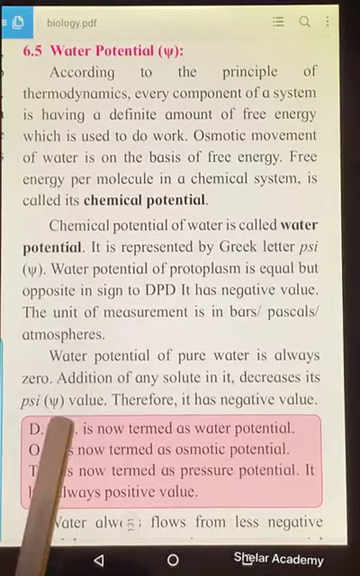 biology.pdf
6.5 Water Potential (ψ):
According to the principle of
thermodynamics, every component of a system
is having a definite amount of free energy
which is used to do work. Osmotic movement
of water is on the basis of free energy. Free
energy per molecule in a chemical system, is
called its chemical potential.
Chemical potential of water is called water
potential. It is represented by Greek letter psi
(ψ). Water potential of protoplasm is equal but
opposite in sign to DPD It has negative value.
The unit of measurement is in bars/ pascals/
atmospheres.
Water potential of pure water is always
zero. Addition of any solute in it, decreases its
psi (ψ) value. Therefore, it has negative value.
D. . is now termed as water potential.
now termed as osmotic potential.
is now termed as pressure potential. It
always positive value.
Water flows from less negative
Shelar Academy